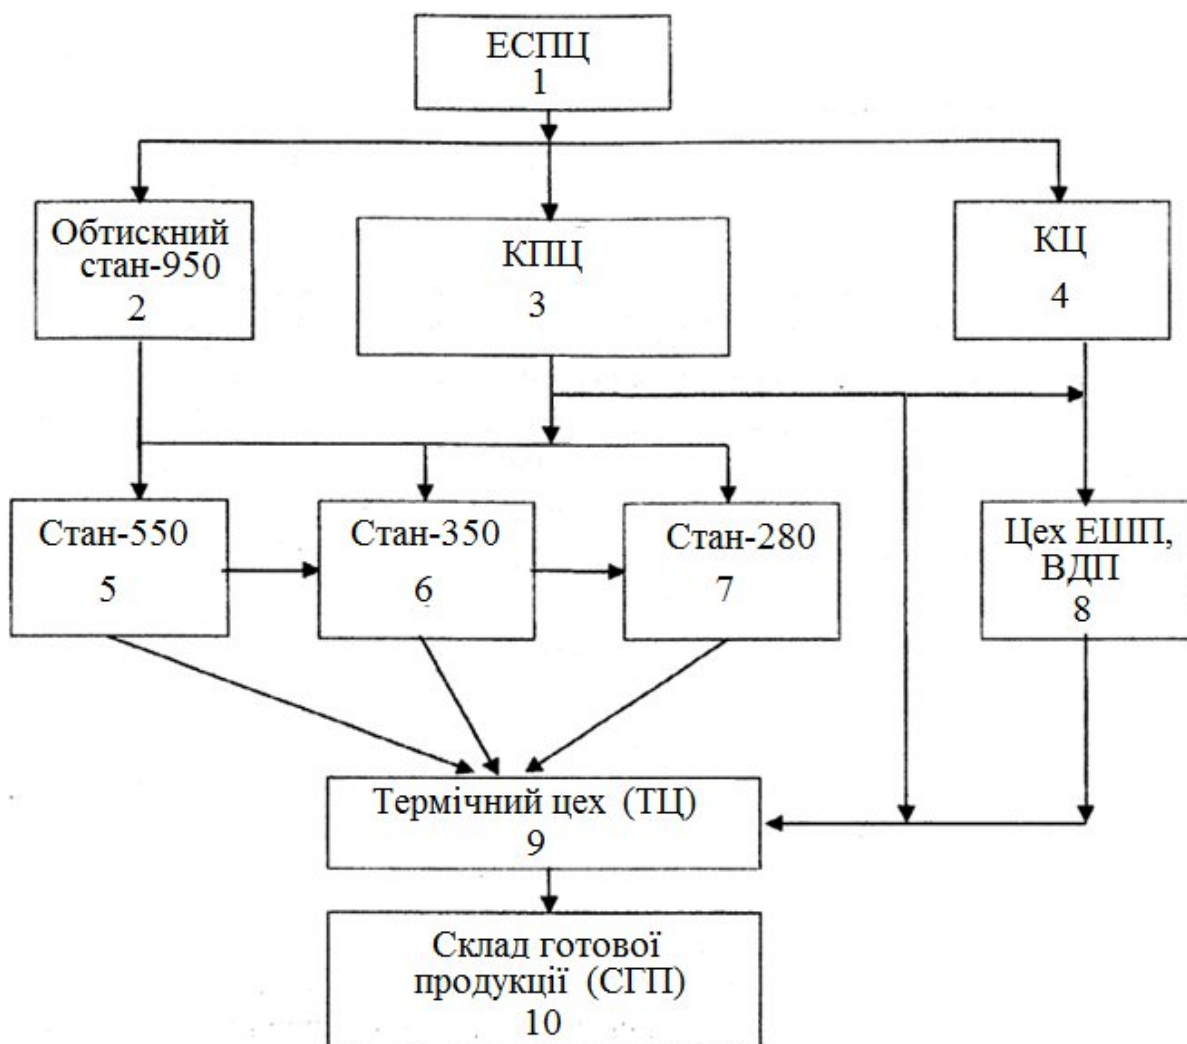 ЕСПЦ
1
Обтискний
стан-950
2
КПЦ
3
КЦ
4
Стан-550
5
Стан-350
6
Стан-280
7
Цех ЕШП,
ВДП
8
Термічний цех (ТЦ)
9
Склад готової
продукції (СГП)
10